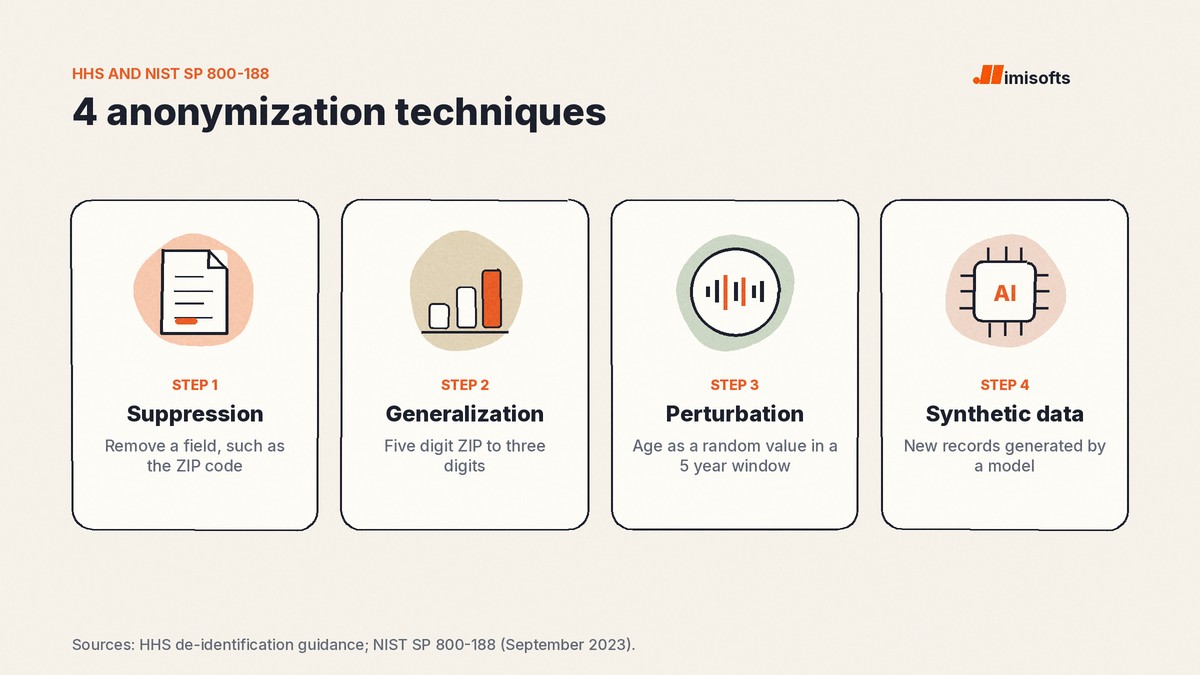 HHS AND NIST SP 800-188
4 anonymization techniques
imisofts
STEP 1
Suppression
Remove a field, such as
the ZIP code
STEP 2
Generalization
Five digit ZIP to three
digits
STEP 3
Perturbation
Age as a random value in a
5 year window
AI
STEP 4
Synthetic data
New records generated by
a model
Sources: HHS de-identification guidance; NIST SP 800-188 (September 2023).